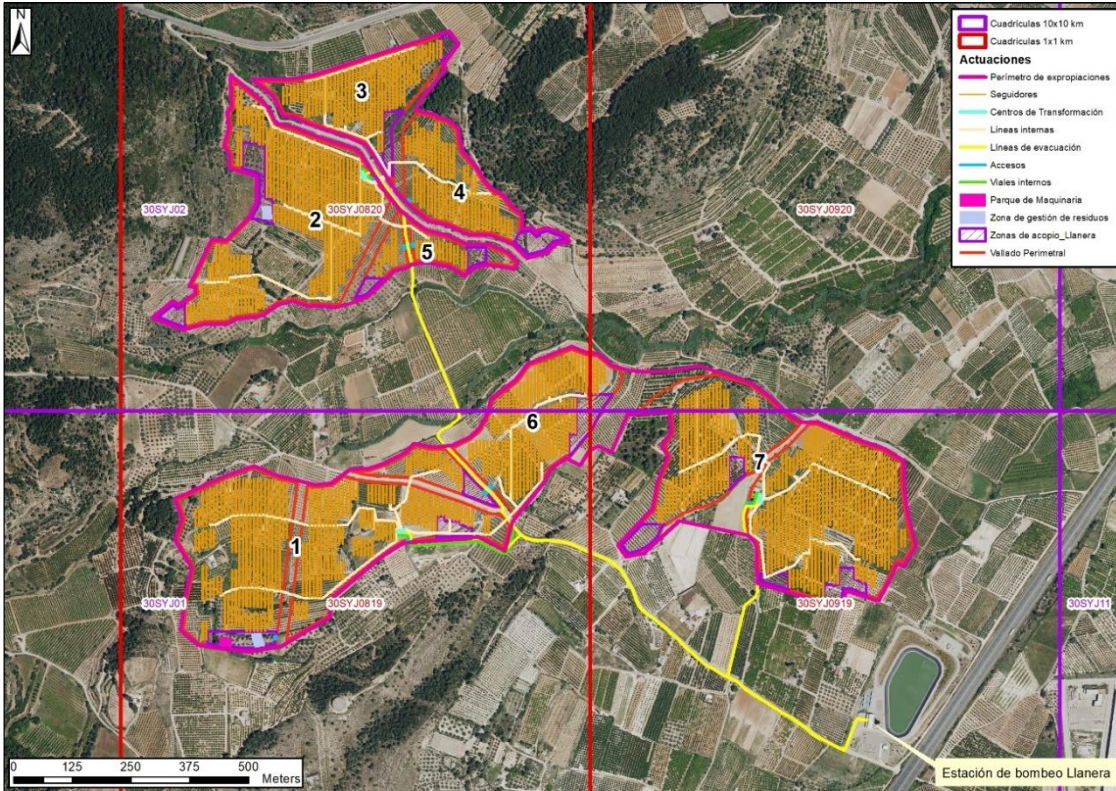 N
Cuadrículas 10x10 km
Cuadrículas 1x1 km
Actuaciones
Perímetro de expropiaciones
Seguidores
Centros de Transformación
Líneas internas
Líneas de evacuación
Accesos
Viales internos
Parque de Maquinaria
Zona de gestión de residuos
Zonas de acopio_Llanera
Vallado Perimetral
3
4
30SYJ02
30SYJ0820
30SYJ0920
2
5
6
7
1
30SYJ01
30SYJ0819
30SYJ0919
30SYJ11
0 125 250 375 500
Meters
Estación de bombeo Llanera